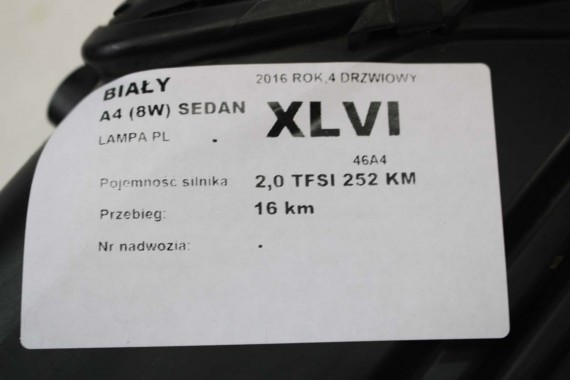 BIAŁY 2016 ROK,4 DRZWIOWY
A4 (8W) SEDAN XLVI
LAMPA PL .
46A4
Pojemność silnika 2,0 TFSI 252 KM
Przebieg: 16 km
Nr nadwozia: .